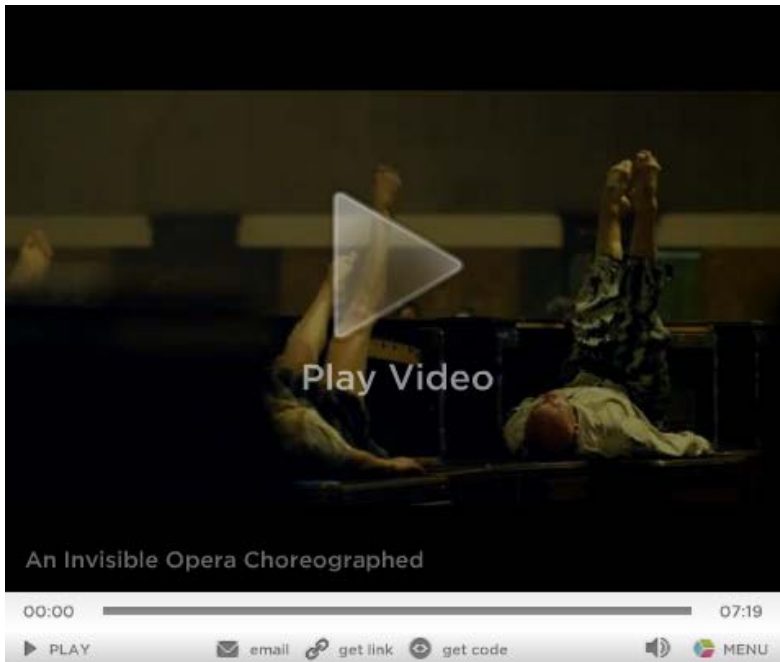 Play Video
An Invisible Opera Choreographed
00:00 07:19
PLAY email get link get code MENU